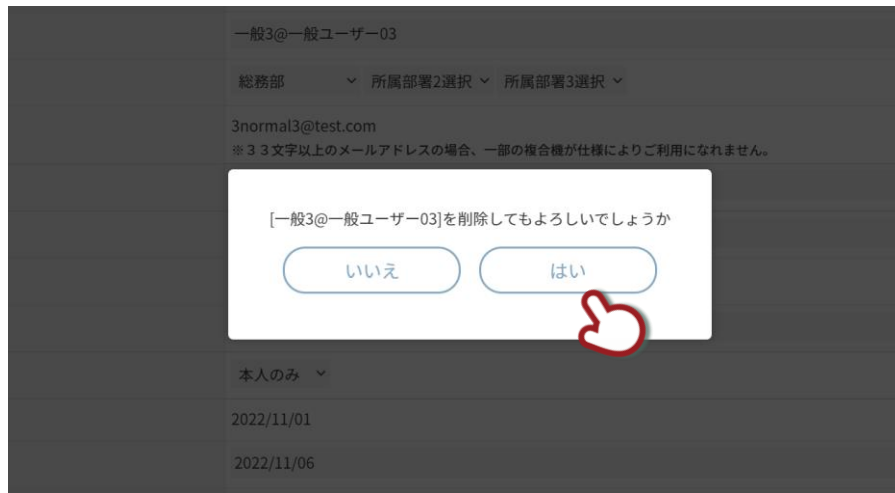 一般3@一般ユーザー03
総務部 所属部署2選択 所属部署3選択
3normal3@test.com
※３３文字以上のメールアドレスの場合、一部の複合機が仕様によりご利用になれません。
[一般3@一般ユーザー03]を削除してもよろしいでしょうか
いいえ はい
本人のみ
2022/11/01
2022/11/06